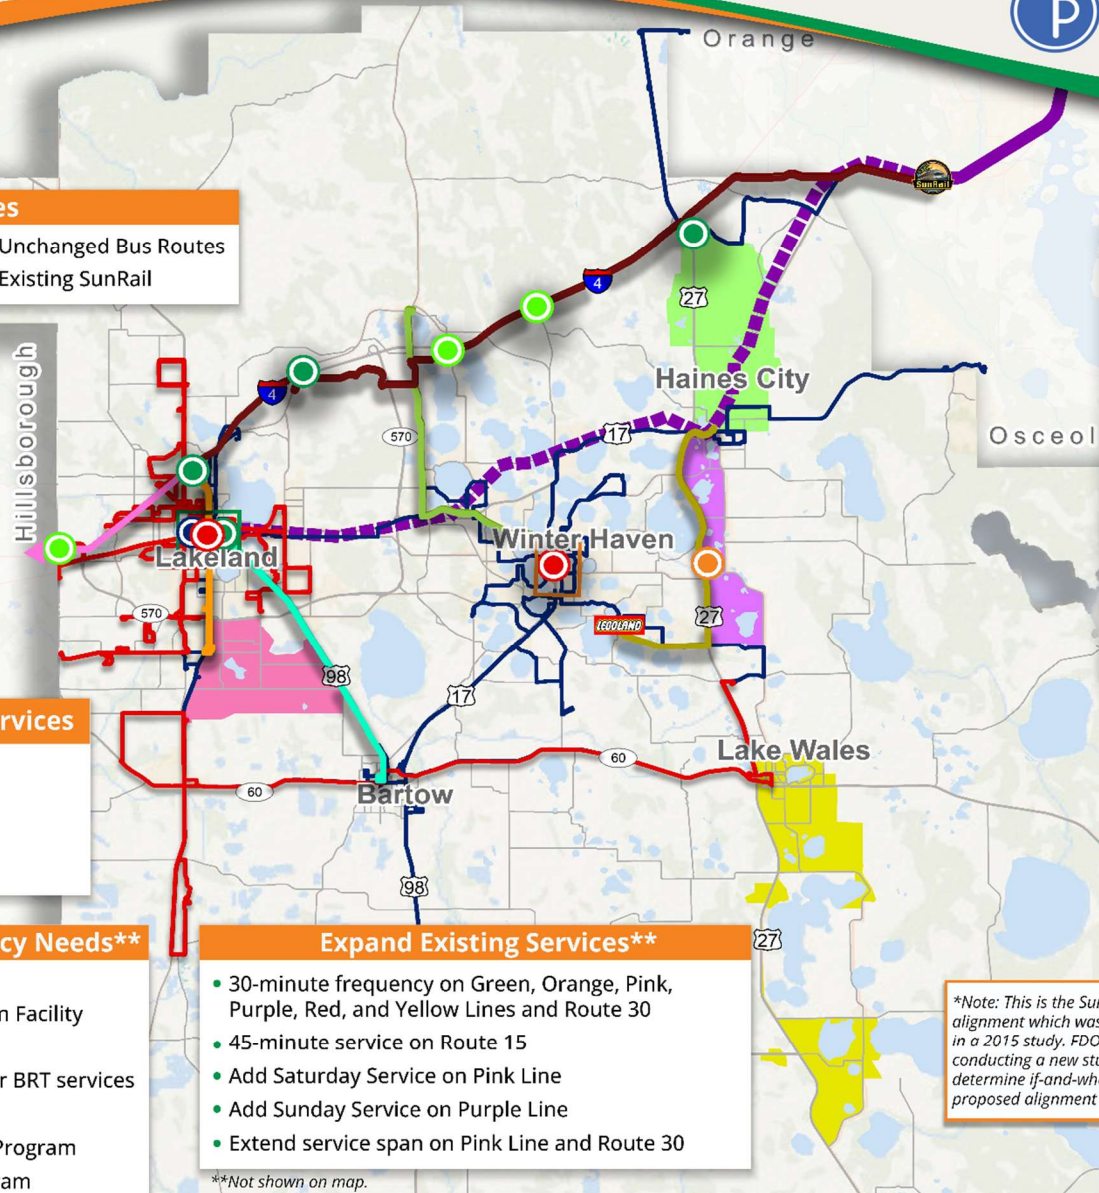 P
Orange
SunRail
es
Unchanged Bus Routes
Existing SunRail
4
27
Hillsborough
Haines City
4
570
17
Osceol
Winter Haven
Lakeland
570
LEGOLAND
27
98
17
rvices
Lake Wales
60
60
Bartow
98
27
cy Needs**
n Facility
r BRT services
Program
am
Expand Existing Services**
• 30-minute frequency on Green, Orange, Pink,
Purple, Red, and Yellow Lines and Route 30
• 45-minute service on Route 15
• Add Saturday Service on Pink Line
• Add Sunday Service on Purple Line
• Extend service span on Pink Line and Route 30
**Not shown on map.
*Note: This is the Su
alignment which was
in a 2015 study. FDO
conducting a new stu
determine if-and-wh
proposed alignment